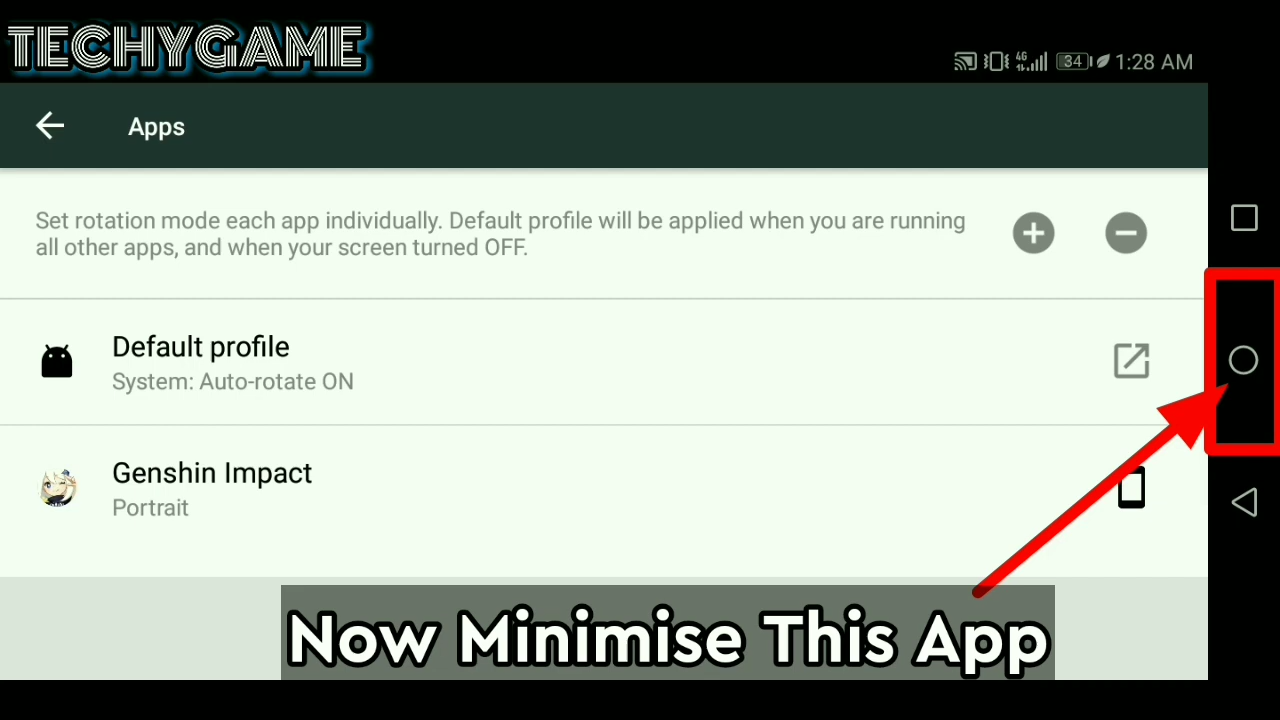 TECHYGAME
4G
34
1:28 AM
Apps
Set rotation mode each app individually. Default profile will be applied when you are running
all other apps, and when your screen turned OFF.
Default profile
System: Auto-rotate ON
Genshin Impact
Portrait
Now Minimise This App